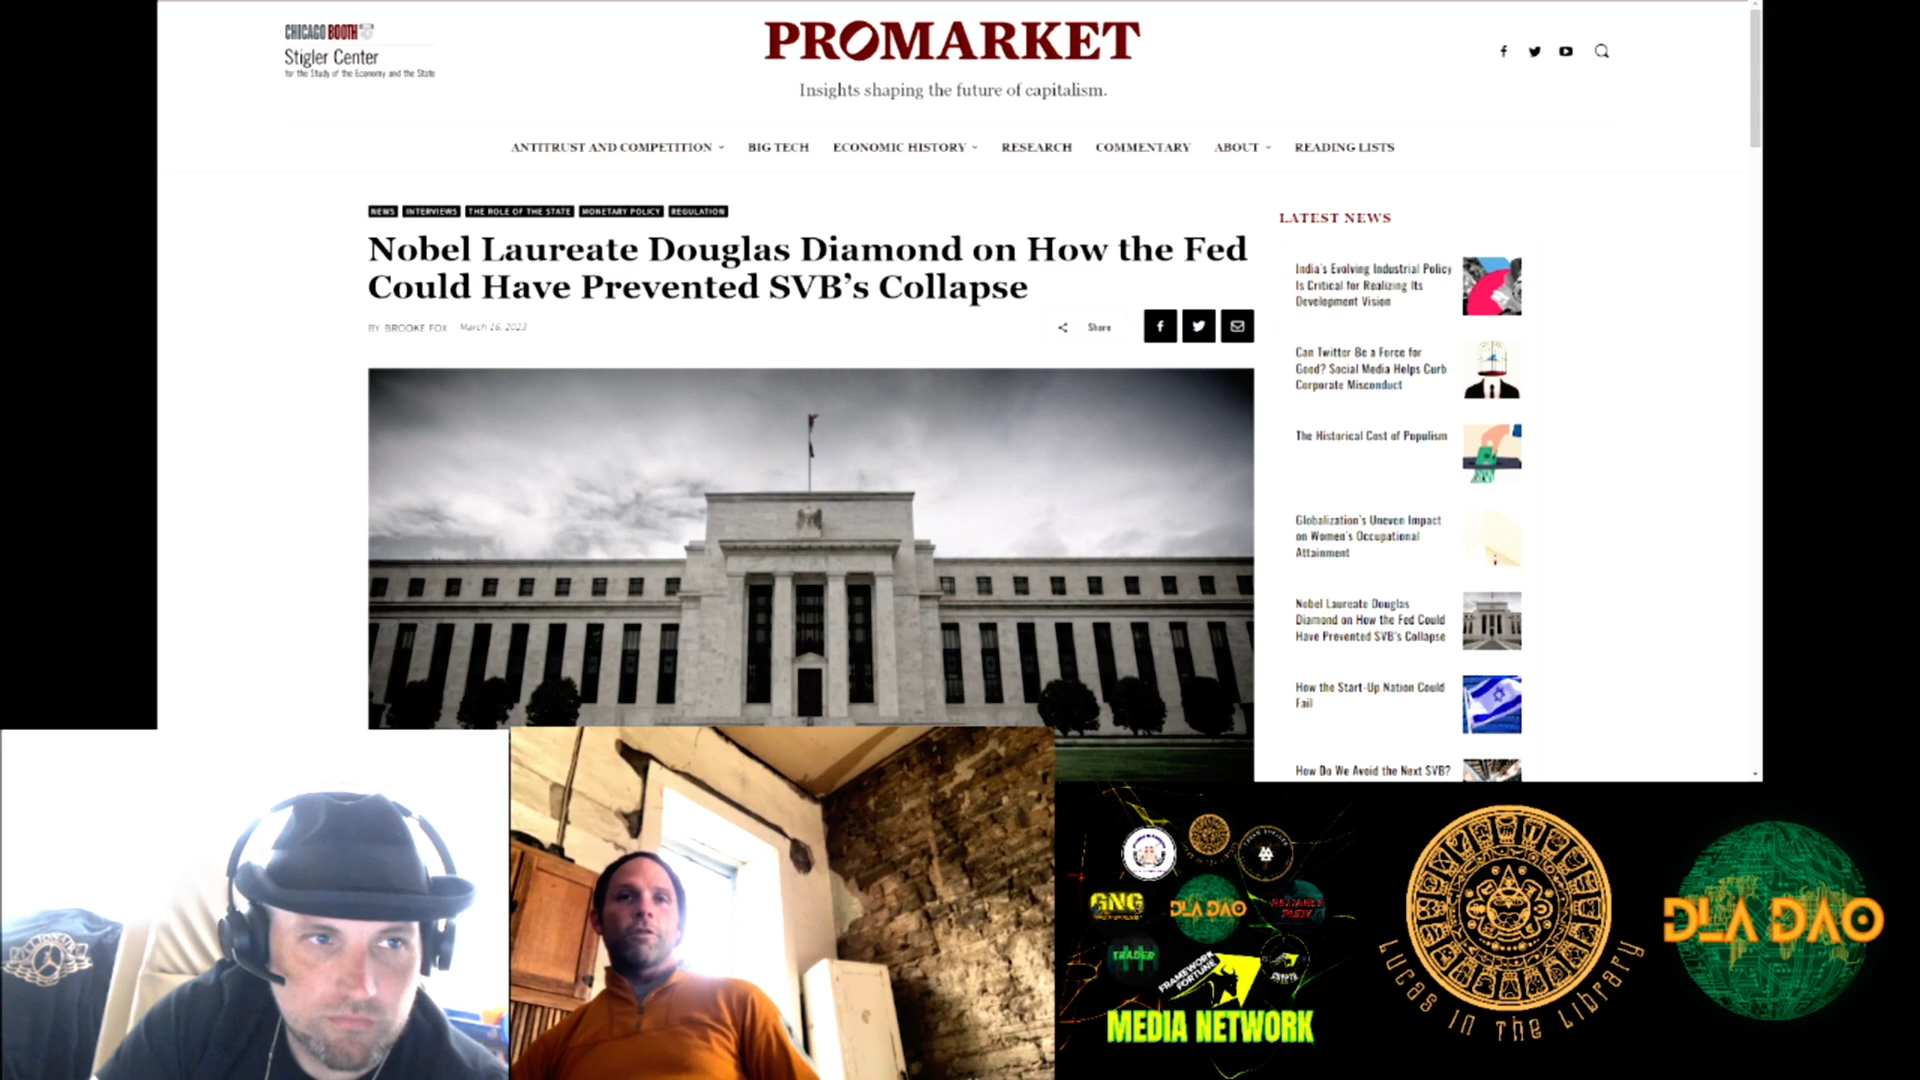 CHICAGO BOOTH
Stigler Center
for the Study of the Economy and the State
PROMARKET
Insights shaping the future of capitalism.
ANTITRUST AND COMPETITION BIG TECH ECONOMIC HISTORY RESEARCH COMMENTARY ABOUT READING LISTS
NEWS INTERVIEWS THE ROLE OF THE STATE MONETARY POLICY REGULATION
Nobel Laureate Douglas Diamond on How the Fed
Could Have Prevented SVB’s Collapse
BY BROOKE FOX March 16, 2023
Share
LATEST NEWS
India's Evolving Industrial Policy
Is Critical for Realizing Its
Development Vision
Can Twitter Be a Force for
Good? Social Media Helps Curb
Corporate Misconduct
The Historical Cost of Populism
Globalization's Uneven Impact
on Women's Occupational
Attainment
Nobel Laureate Douglas
Diamond on How the Fed Could
Have Prevented SVB's Collapse
How the Start-Up Nation Could
Fail
How Do We Avoid the Next SVB?
GNG
DLA DAO
TRADER
FRAMEWORK
FORTUNE
CRYPTO
MEDIA NETWORK
Lucas in the Library
DLA DAO